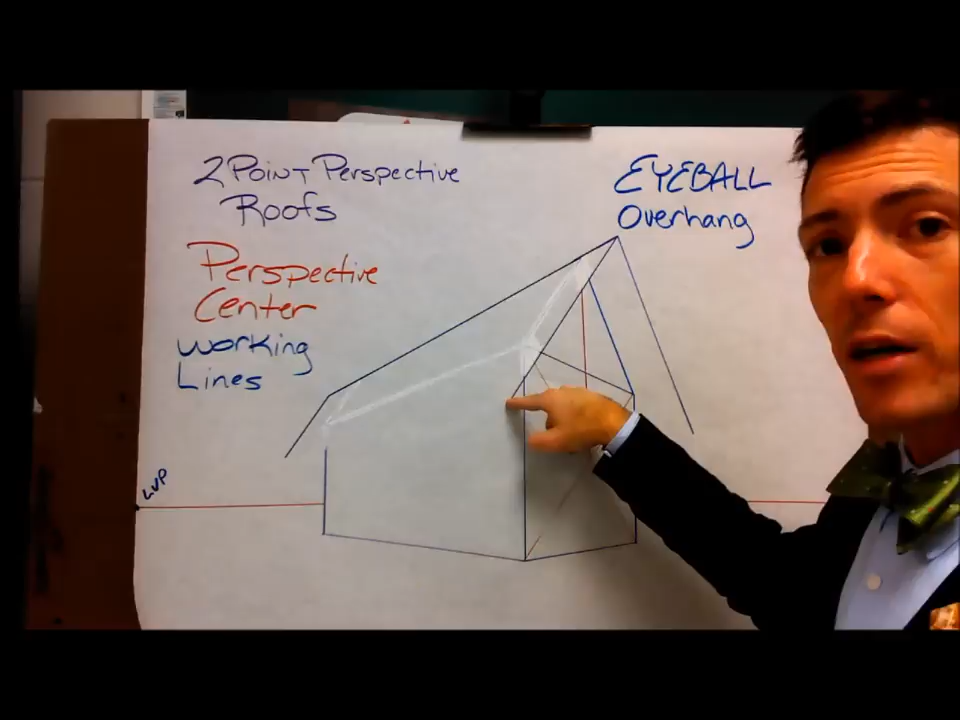 2 Point Perspective
Roofs
Perspective
Center
Working
Lines
EYEBALL
Overhang
LVP